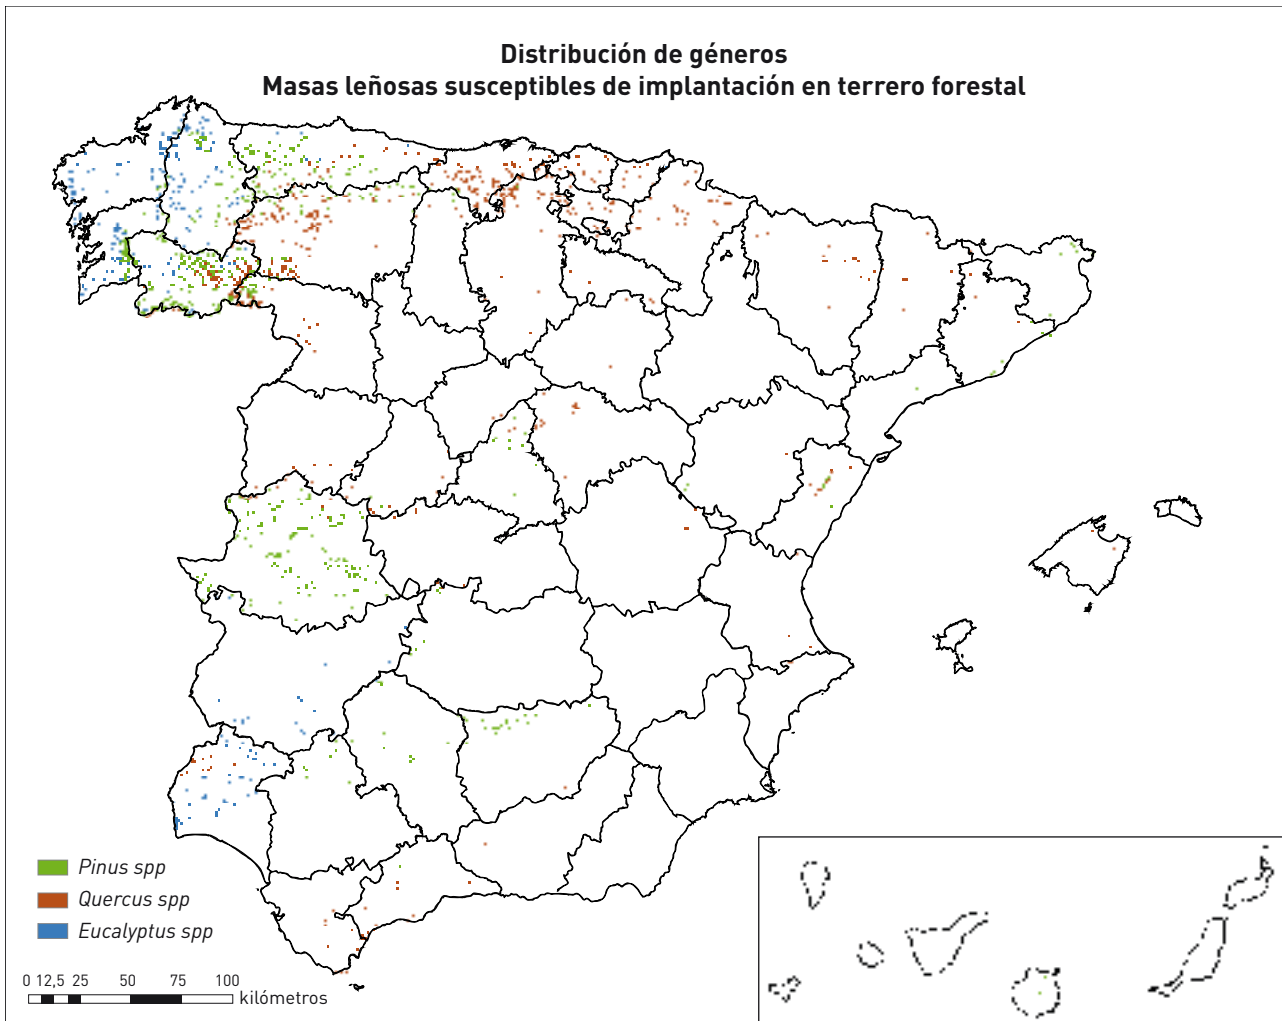 Distribución de géneros
Masas leñosas susceptibles de implantación en terrero forestal
Pinus spp
Quercus spp
Eucalyptus spp
0 12,5 25 50 75 100
kilómetros